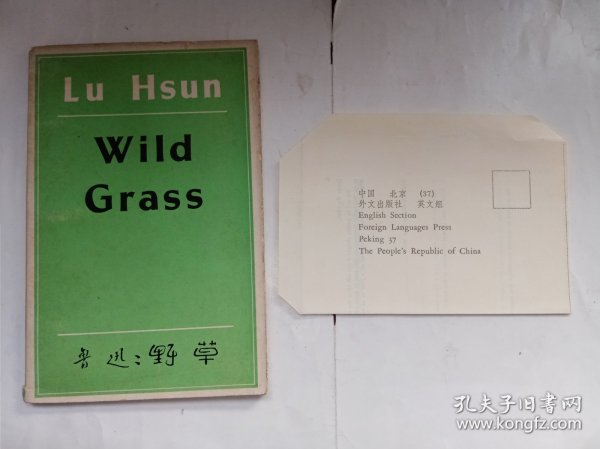 Lu Hsun
Wild
Grass
鲁迅：野草
中国 北京 (37)
外文出版社 英文组
English Section
Foreign Languages Press
Peking 37
The People's Republic of China
孔夫子旧书网
www.kongfz.com